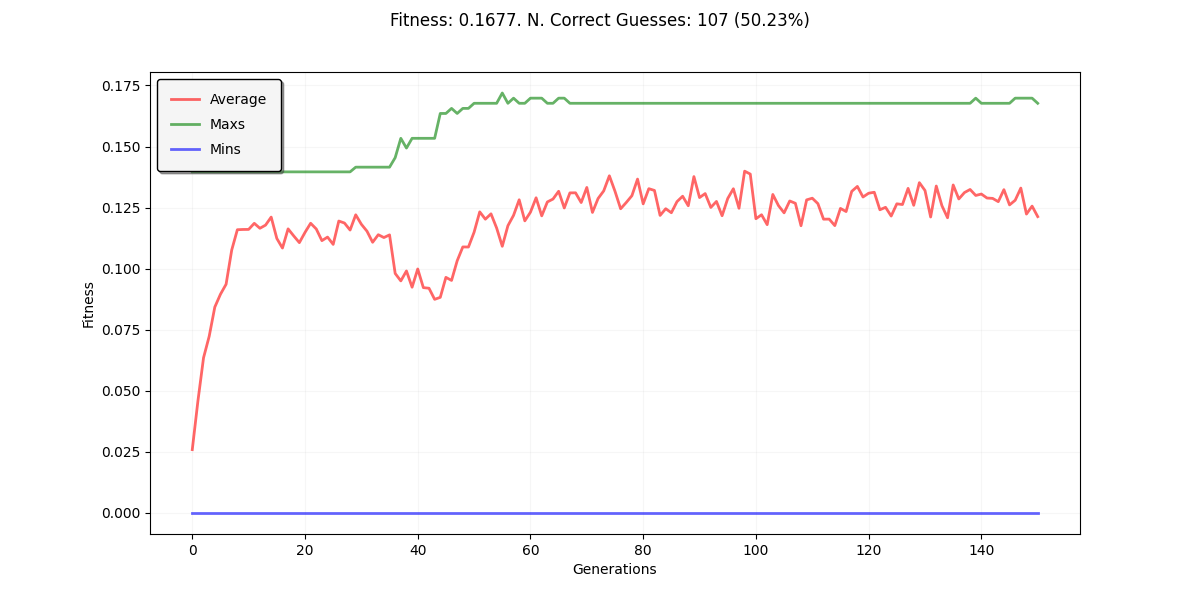 Fitness: 0.1677. N. Correct Guesses: 107 (50.23%)
0.175
0.150
0.125
0.100
0.075
0.050
0.025
0.000
Fitness
Average
Maxs
Mins
0 20 40 60 80 100 120 140
Generations